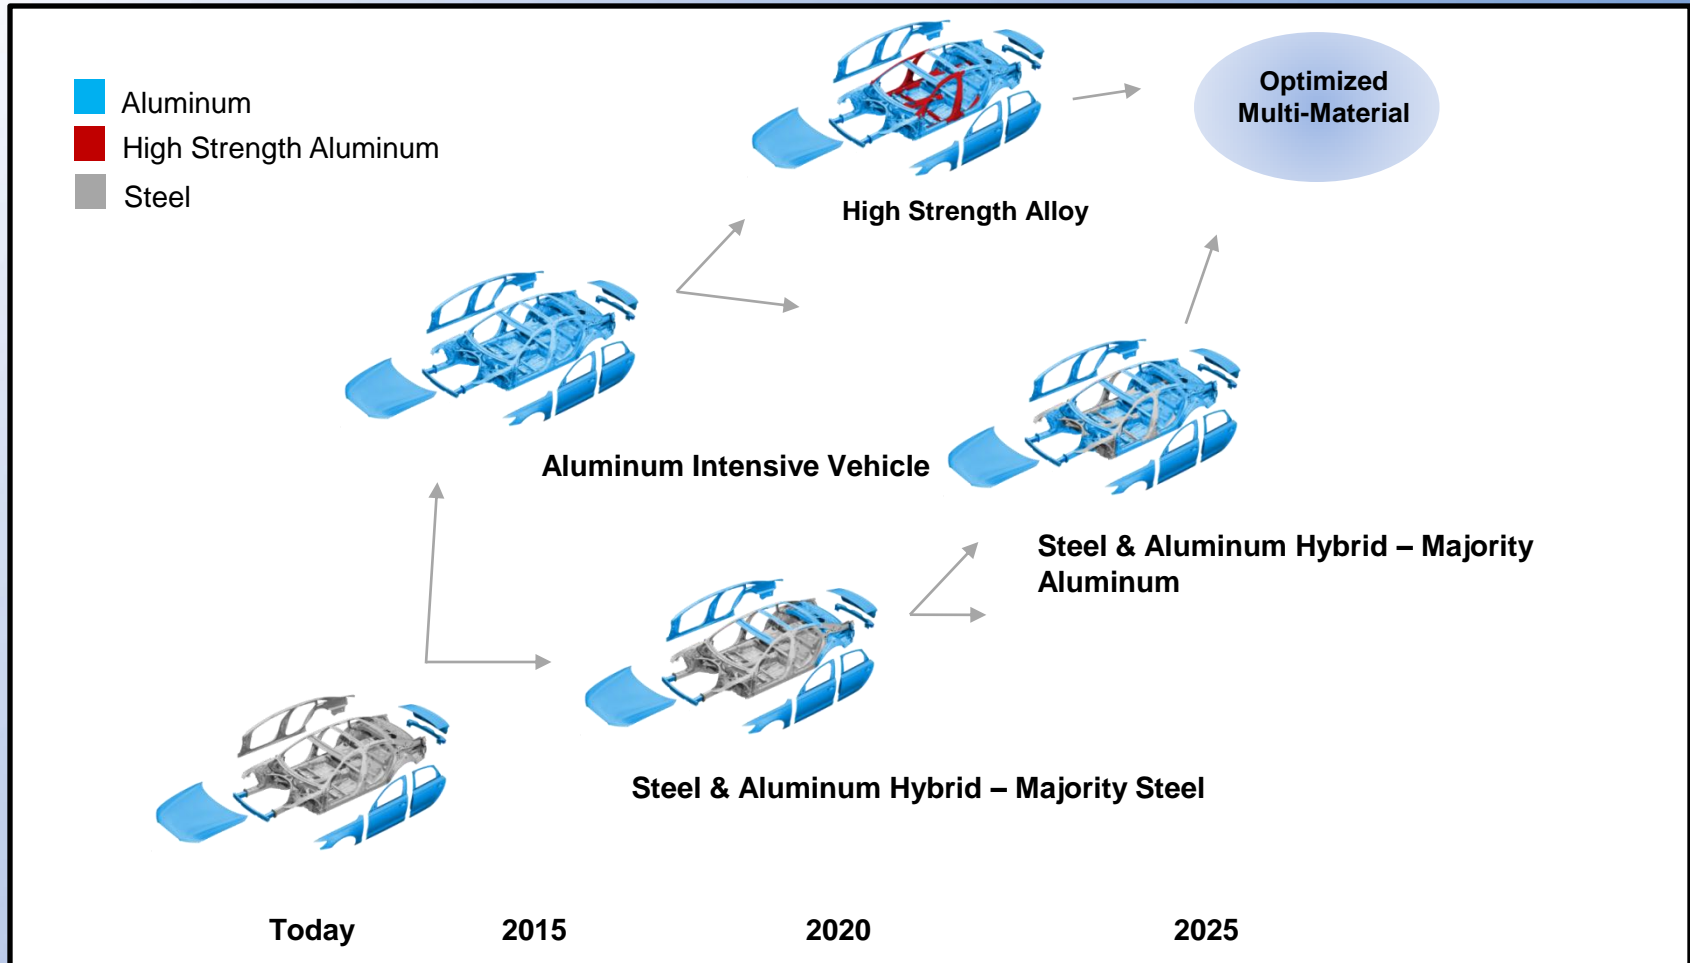 Aluminum
High Strength Aluminum
Steel
Optimized
Multi-Material
High Strength Alloy
Aluminum Intensive Vehicle
Steel & Aluminum Hybrid – Majority
Aluminum
Steel & Aluminum Hybrid – Majority Steel
Today 2015 2020 2025